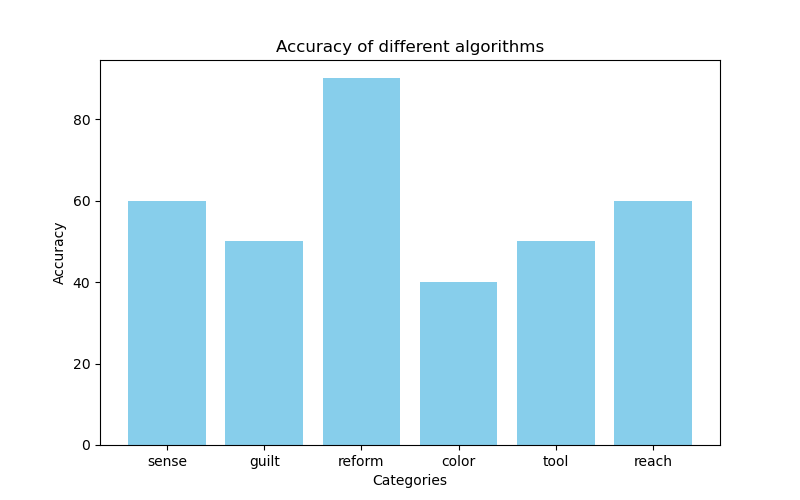 Accuracy of different algorithms
Accuracy
80
60
40
20
0
sense guilt reform color tool reach
Categories